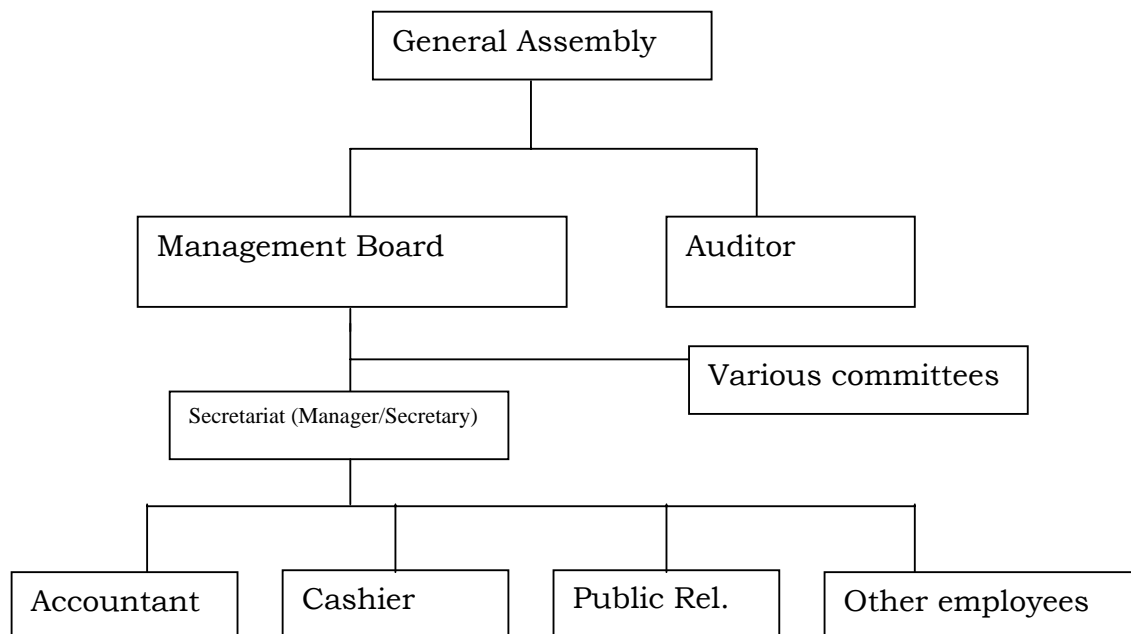 General Assembly
Management Board
Auditor
Various committees
Secretariat (Manager/Secretary)
Accountant
Cashier
Public Rel.
Other employees